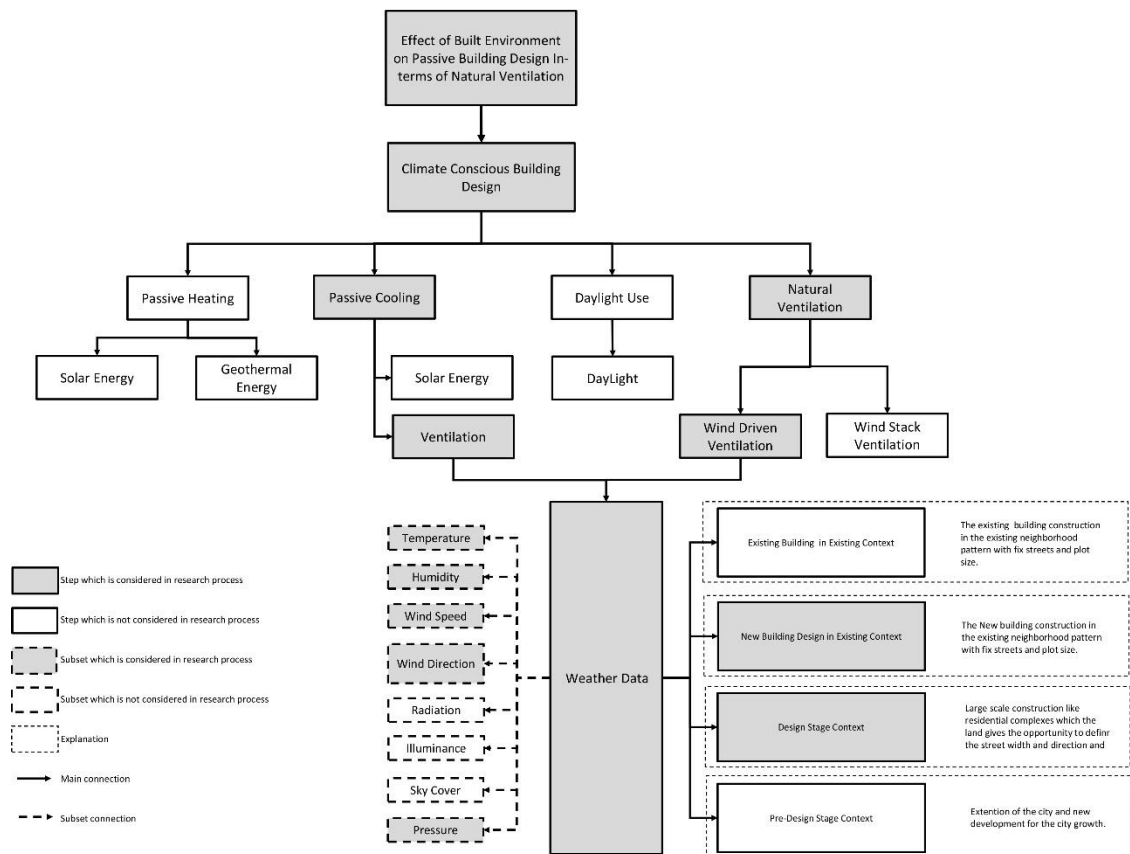 Effect of Built Environment
on Passive Building Design In-
terms of Natural Ventilation
Climate Conscious Building
Design
Passive Heating
Passive Cooling
Daylight Use
Natural
Ventilation
Solar Energy
Geothermal
Energy
Solar Energy
DayLight
Ventilation
Wind Driven
Ventilation
Wind Stack
Ventilation
Temperature
Humidity
Wind Speed
Wind Direction
Radiation
Illuminance
Sky Cover
Pressure
Weather Data
Existing Building in Existing Context
The existing building construction
in the existing neighborhood
pattern with fix streets and plot
size.
New Building Design in Existing Context
The New building construction in
the existing neighborhood pattern
with fix streets and plot size.
Design Stage Context
Large scale construction like
residential complexes which the
land gives the opportunity to definr
the street width and direction and
Pre-Design Stage Context
Extention of the city and new
development for the city growth.
Step which is considered in research process
Step which is not considered in research process
Subset which is considered in research process
Subset which is not considered in research process
Explanation
Main connection
Subset connection